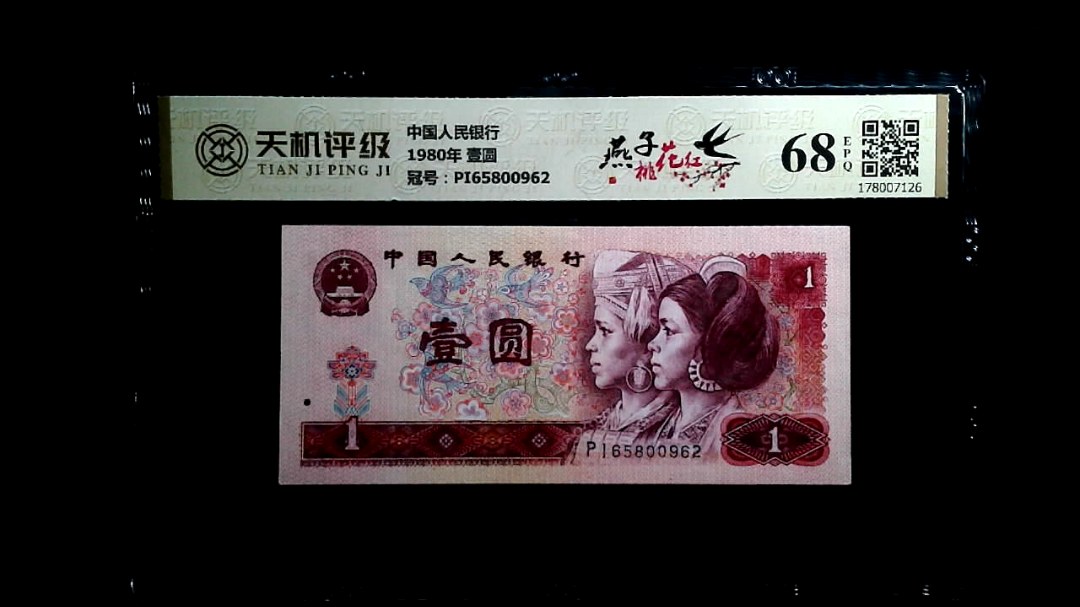 天机评级
TIAN JI PING JI
中国人民银行
1980年 壹圆
冠号：PI65800962
燕子
桃花红
68
EPQ
178007126
中国人民银行
1
壹圆
1
PI65800962
1